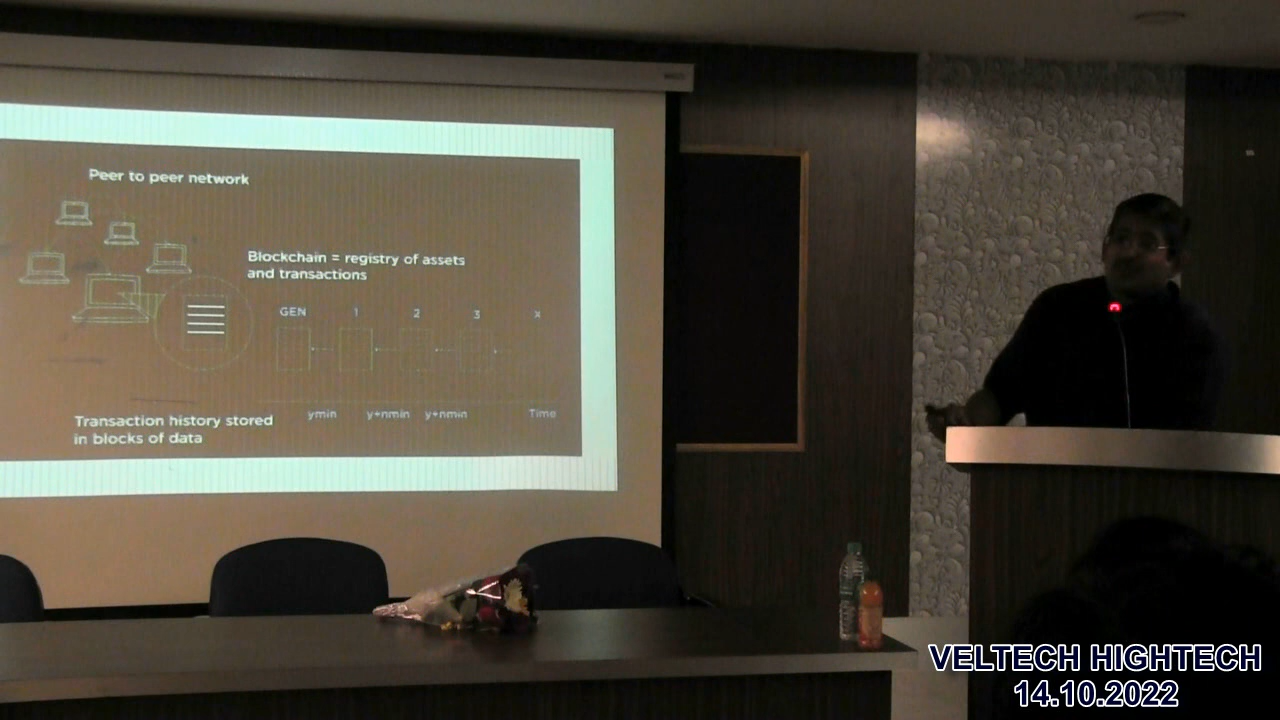 Peer to peer network
Blockchain = registry of assets
and transactions
GEN 1 2 3 x
ymin y+nmin y+nmin Time
Transaction history stored
in blocks of data
VELTECH HIGHTECH
14.10.2022